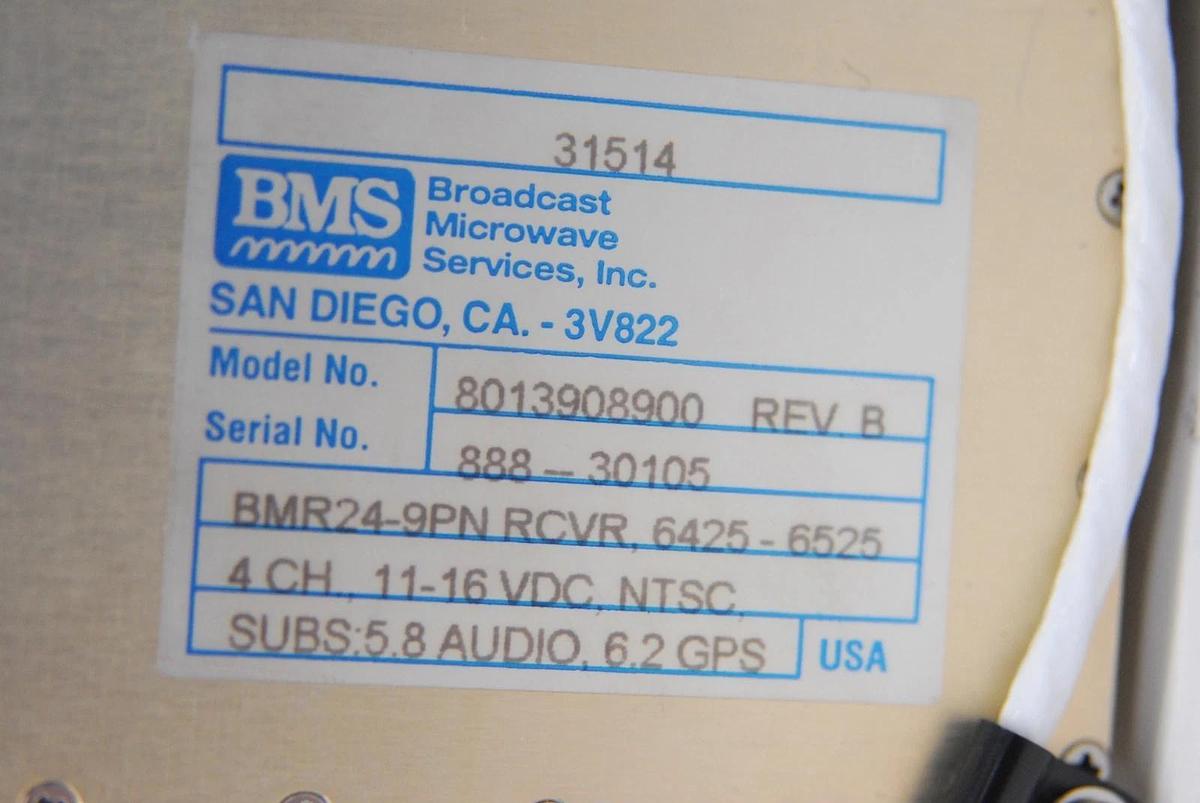 31514
BMS
Broadcast
Microwave
Services, Inc.
SAN DIEGO, CA. - 3V822
Model No. 8013908900 REV. B
Serial No. 888 - 30105
BMR24-9PN RCVR, 6425 - 6525
4 CH., 11-16 VDC, NTSC,
SUBS:5.8 AUDIO, 6.2 GPS USA